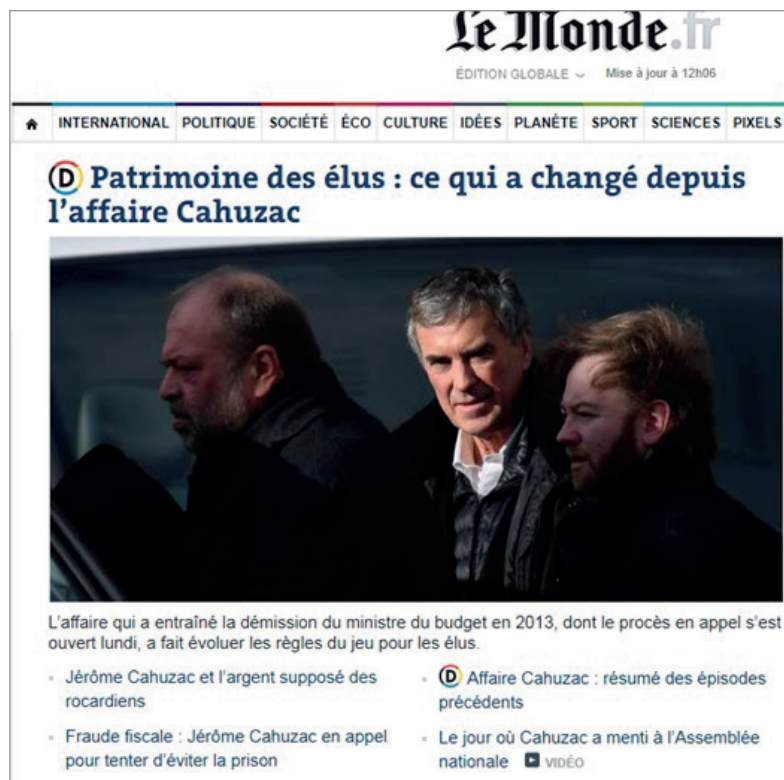 Le Monde.fr
ÉDITION GLOBALE Mise à jour à 12h06
INTERNATIONAL POLITIQUE SOCIÉTÉ ÉCO CULTURE IDÉES PLANÈTE SPORT SCIENCES PIXELS
D Patrimoine des élus : ce qui a changé depuis
l'affaire Cahuzac
L'affaire qui a entraîné la démission du ministre du budget en 2013, dont le procès en appel s'est
ouvert lundi, a fait évoluer les règles du jeu pour les élus.
Jérôme Cahuzac et l'argent supposé des
rocardiens
Fraude fiscale : Jérôme Cahuzac en appel
pour tenter d'éviter la prison
D Affaire Cahuzac : résumé des épisodes
précédents
Le jour où Cahuzac a menti à l'Assemblée
nationale VIDÉO